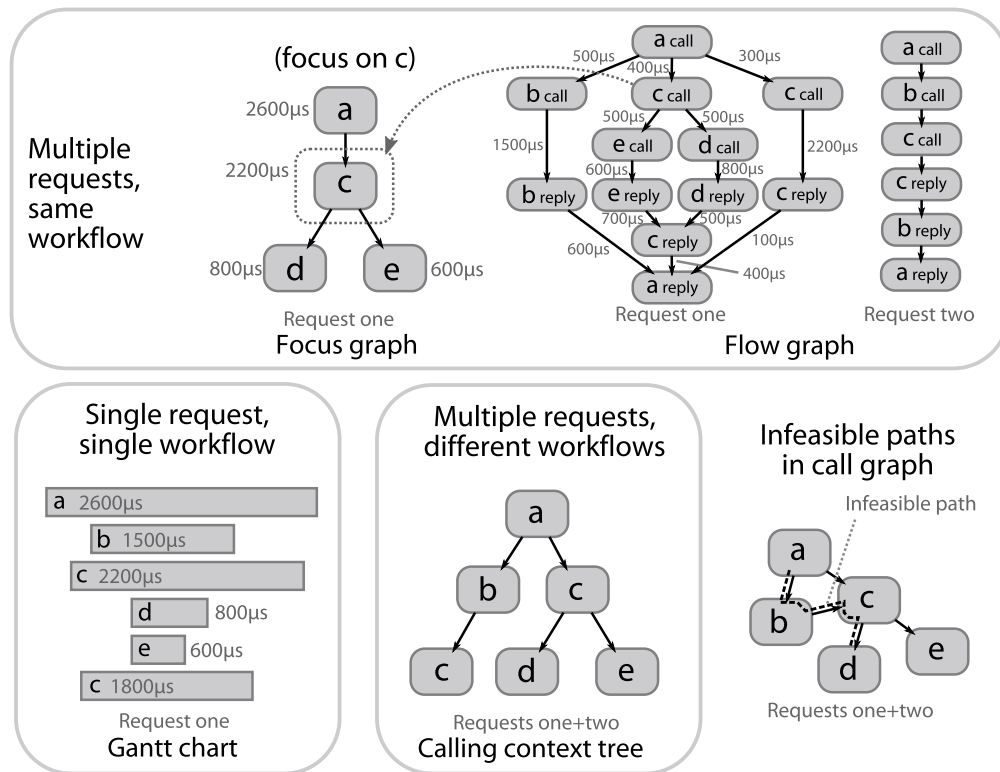 Multiple
requests,
same
workflow
(focus on c)
2600µs
a
2200µs
c
d
e
800µs
600µs
Request one
Focus graph
a call
500µs
400µs
300µs
b call
c call
c call
500µs
500µs
1500µs
e call
d call
2200µs
600µs
800µs
b reply
e reply
d reply
c reply
700µs
500µs
600µs
c reply
100µs
400µs
a reply
Request one
Flow graph
a call
b call
c call
c reply
b reply
a reply
Request two
Single request,
single workflow
a 2600µs
b 1500µs
c 2200µs
d 800µs
e 600µs
c 1800µs
Request one
Gantt chart
Multiple requests,
different workflows
a
b
c
c
d
e
Requests one+two
Calling context tree
Infeasible paths
in call graph
Infeasible path
a
c
b
d
e
Requests one+two